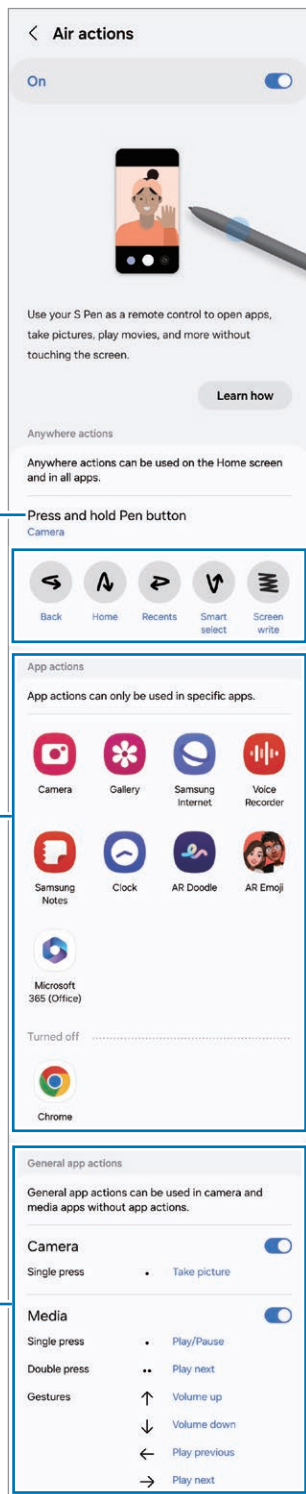 Air actions
On
Use your S Pen as a remote control to open apps,
take pictures, play movies, and more without
touching the screen.
Learn how
Anywhere actions
Anywhere actions can be used on the Home screen
and in all apps.
Press and hold Pen button
Camera
Back Home Recents Smart select Screen write
App actions
App actions can only be used in specific apps.
Camera Gallery Samsung Internet Voice Recorder
Samsung Notes Clock AR Doodle AR Emoji
Microsoft
365 (Office)
Turned off
Chrome
General app actions
General app actions can be used in camera and
media apps without app actions.
Camera
Single press • Take picture
Media
Single press • Play/Pause
Double press •• Play next
Gestures ↑ Volume up
↓ Volume down
← Play previous
→ Play next